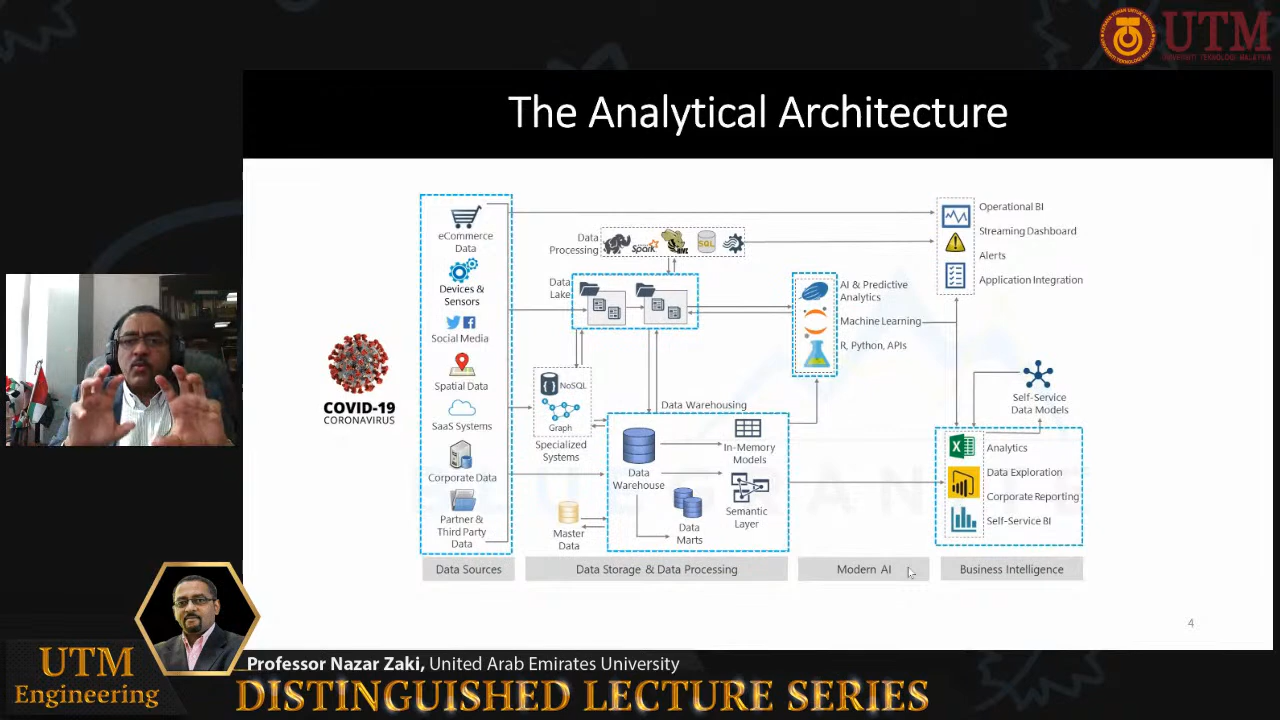 UTM
UNIVERSITI TEKNOLOGI MALAYSIA
The Analytical Architecture
eCommerce
Data
Devices &
Sensors
Social Media
Spatial Data
SaaS Systems
Corporate Data
Partner &
Third Party
Data
COVID-19
CORONAVIRUS
Data
Processing
Spark
HIVE
SQL
Data
Lake
NoSQL
Graph
Specialized
Systems
Master
Data
Data Warehousing
Data
Warehouse
In-Memory
Models
Semantic
Layer
Data
Marts
AI & Predictive
Analytics
Machine Learning
R, Python, APIs
Operational BI
Streaming Dashboard
Alerts
Application Integration
Self-Service
Data Models
Analytics
Data Exploration
Corporate Reporting
Self-Service BI
Data Sources
Data Storage & Data Processing
Modern AI
Business Intelligence
4
UTM
Engineering
Professor Nazar Zaki, United Arab Emirates University
DISTINGUISHED LECTURE SERIES